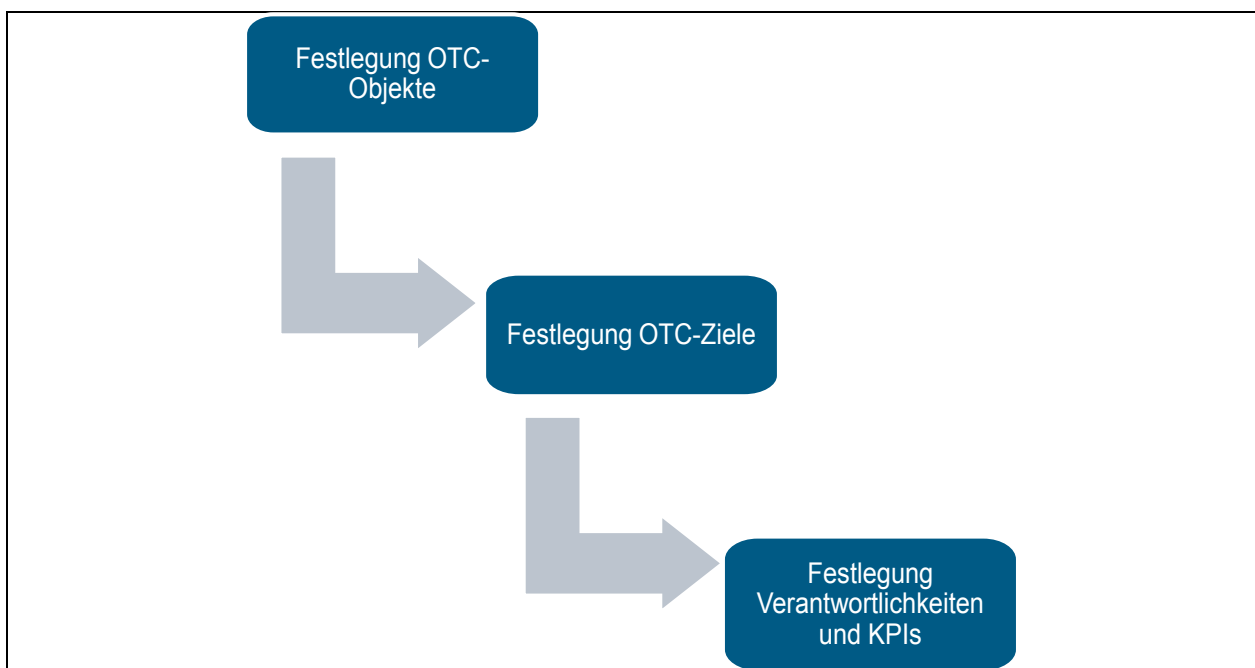 Festlegung OTC-
Objekte
Festlegung OTC-Ziele
Festlegung
Verantwortlichkeiten
und KPIs